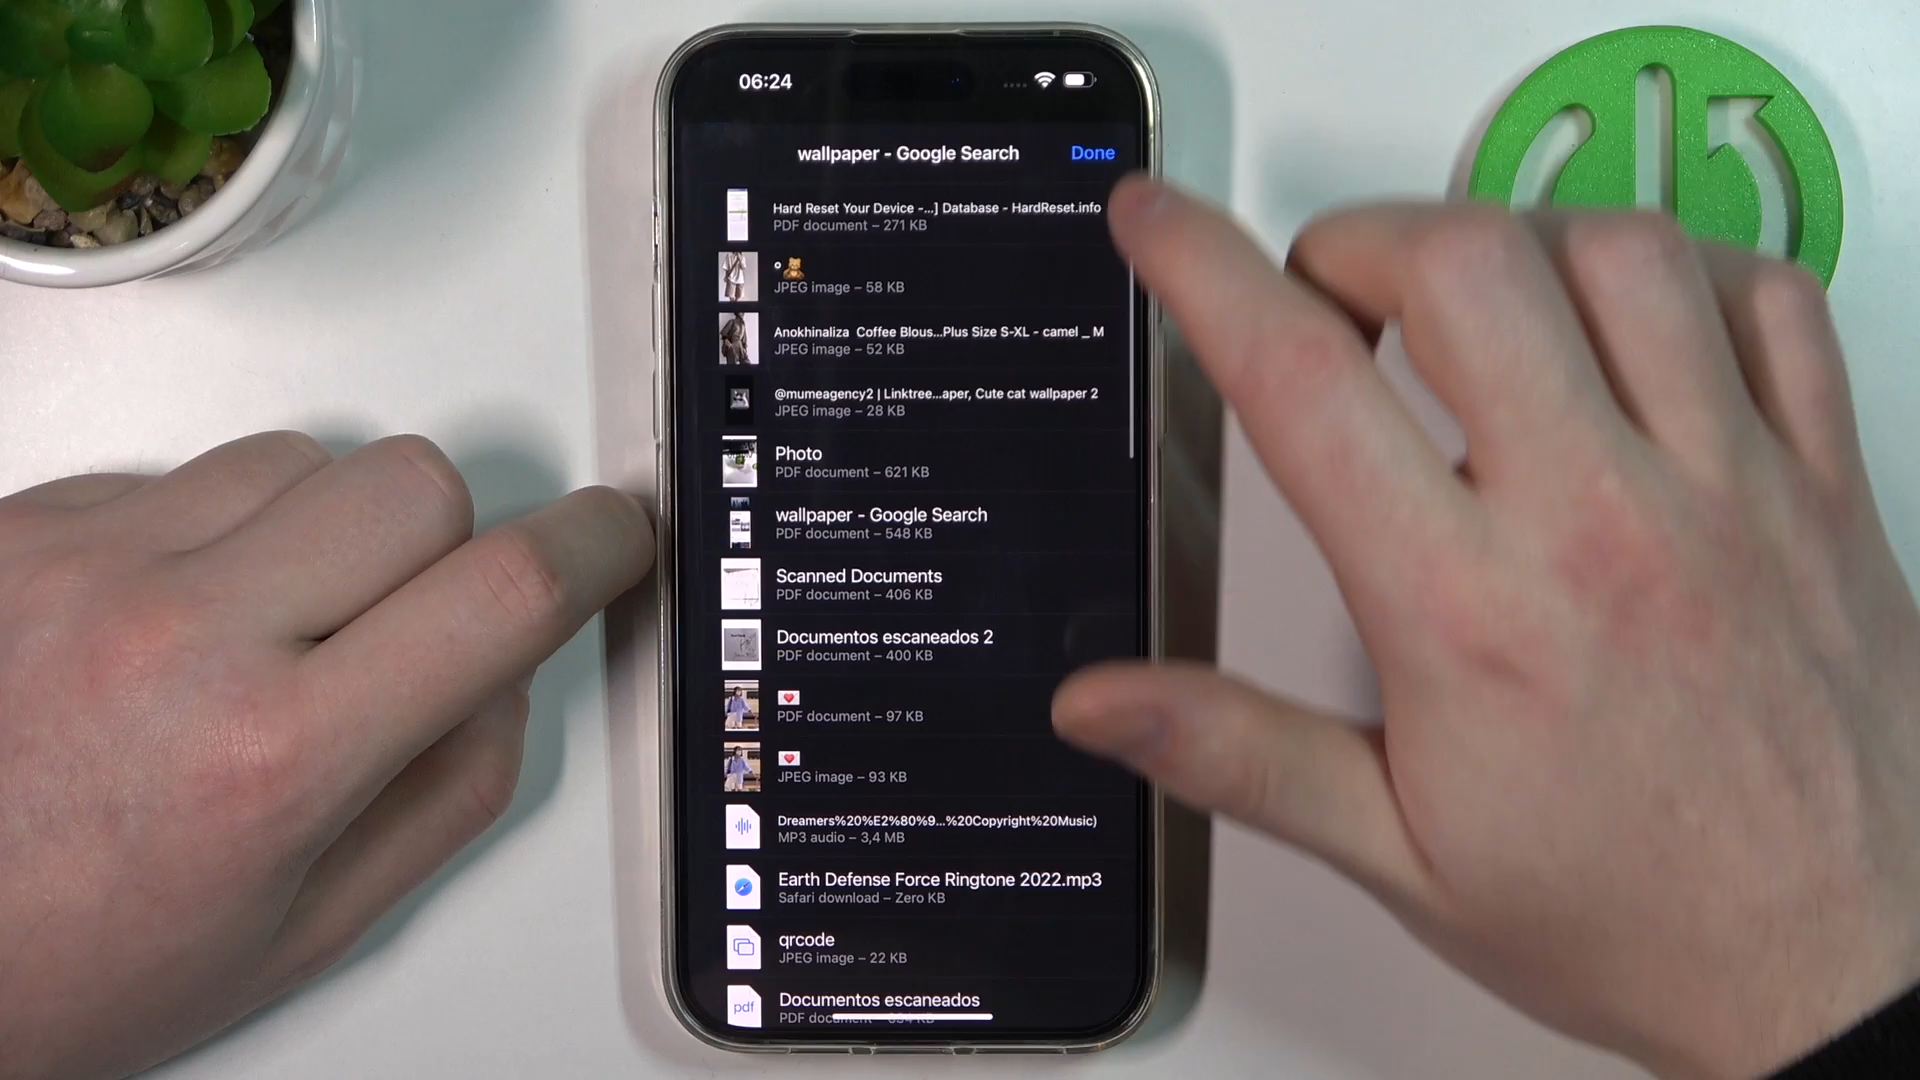 06:24
wallpaper - Google Search
Done
Hard Reset Your Device -...] Database - HardReset.info
PDF document – 271 KB
°🧸
JPEG image – 58 KB
Anokhinaliza Coffee Blous...Plus Size S-XL - camel _ M
JPEG image – 52 KB
@mumeagency2 | Linktree...aper, Cute cat wallpaper 2
JPEG image – 28 KB
Photo
PDF document – 621 KB
wallpaper - Google Search
PDF document – 548 KB
Scanned Documents
PDF document – 406 KB
Documentos escaneados 2
PDF document – 400 KB
💌
PDF document – 97 KB
💌
JPEG image – 93 KB
Dreamers%20%E2%80%9...%20Copyright%20Music)
MP3 audio – 3,4 MB
Earth Defense Force Ringtone 2022.mp3
Safari download – Zero KB
qrcode
JPEG image – 22 KB
pdf
Documentos escaneados
PDF